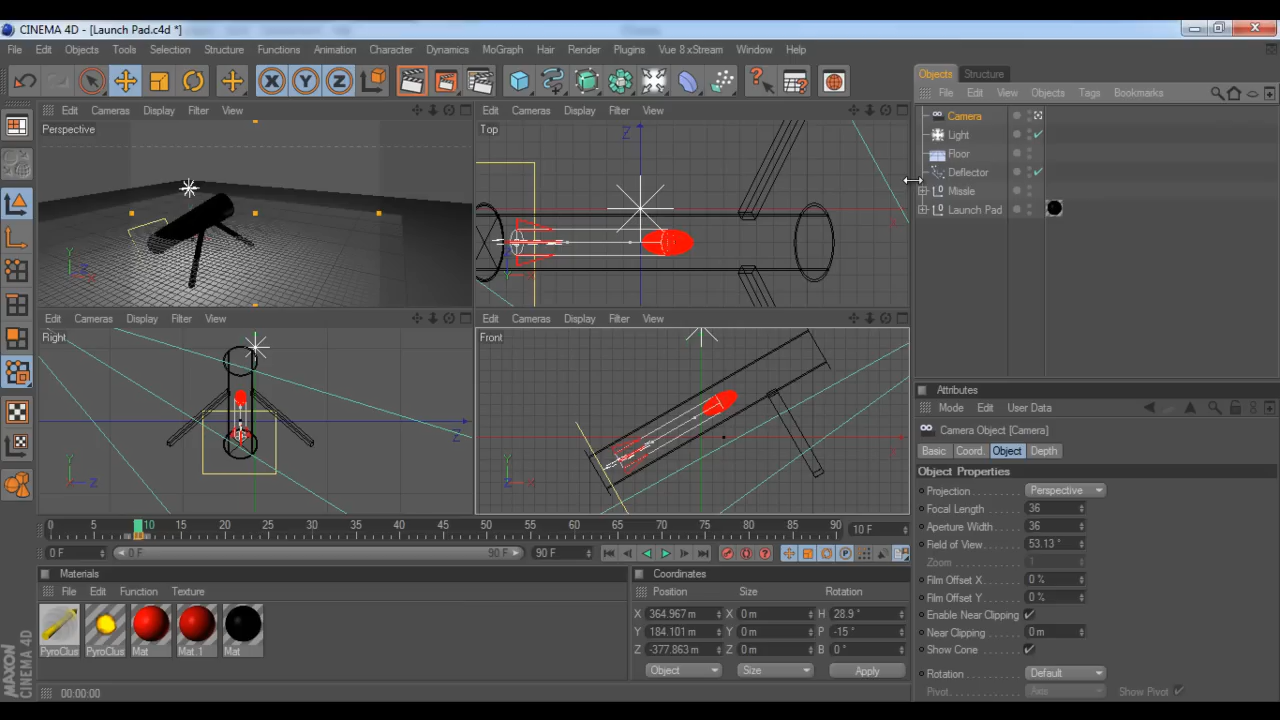 CINEMA 4D - [Launch Pad.c4d *]
File Edit Objects Tools Selection Structure Functions Animation Character Dynamics MoGraph Hair Render Plugins Vue 8 xStream Window Help
X Y Z
Objects Structure
File Edit View Objects Tags Bookmarks
Camera
Light
Floor
Deflector
Missle
Launch Pad
Edit Cameras Display Filter View
Perspective
Y
Z
Edit Cameras Display Filter View
Top
Z
X
Edit Cameras Display Filter View
Right
Y
Z
Z
Edit Cameras Display Filter View
Front
Y
Z
X
0 5 10 15 20 25 30 35 40 45 50 55 60 65 70 75 80 85 90 10 F
0 F 0 F 90 F 90 F
Materials
File Edit Function Texture
PyroClus PyroClus Mat Mat.1 Mat
Coordinates
Position Size Rotation
X 364.967 m X 0 m H 28.9 °
Y 184.101 m Y 0 m P -15 °
Z -377.863 m Z 0 m B 0 °
Object Size Apply
Attributes
Mode Edit User Data
Camera Object [Camera]
Basic Coord. Object Depth
Object Properties
Projection Perspective
Focal Length 36
Aperture Width 36
Field of View 53.13 °
Zoom 1
Film Offset X 0 %
Film Offset Y 0 %
Enable Near Clipping
Near Clipping 0 m
Show Cone
Rotation Default
Pivot Axis Show Pivot
MAXON
CINEMA 4D
00:00:00